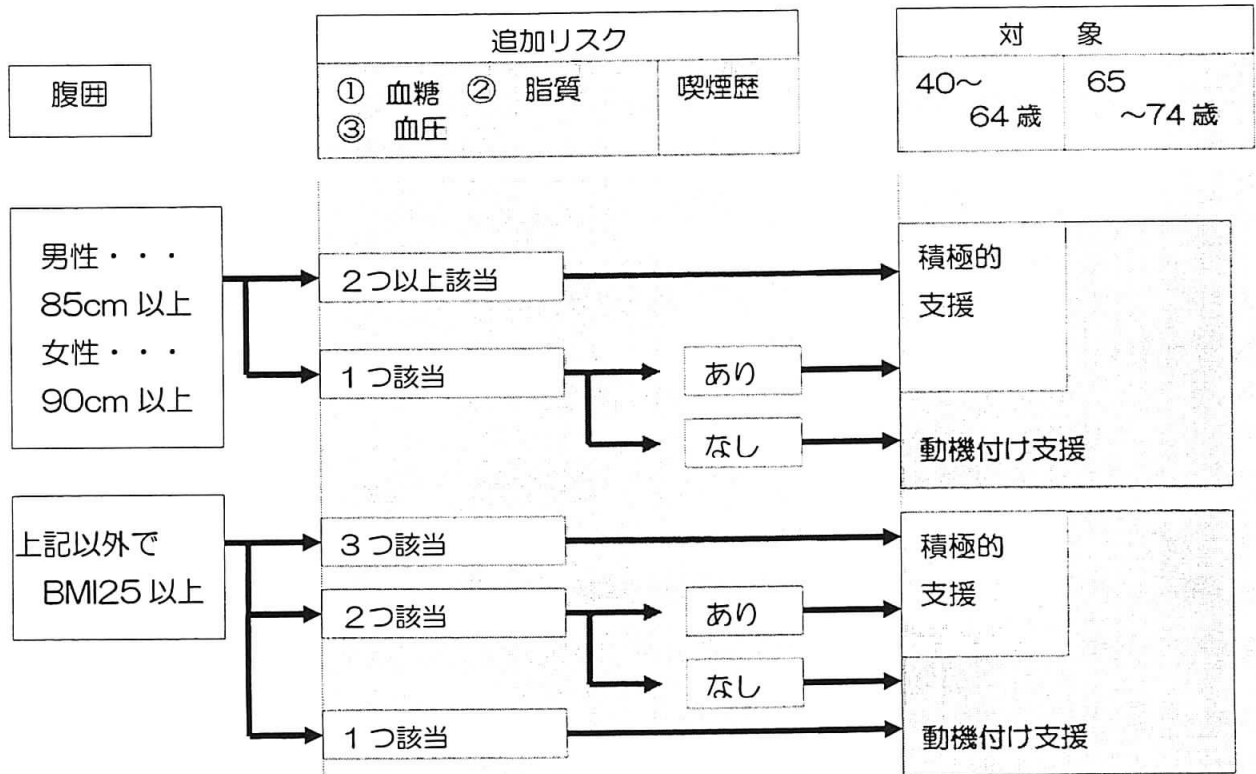 腹囲
追加リスク
① 血糖 ② 脂質
③ 血圧
喫煙歴
対 象
40～
64歳
65
～74歳
男性・・・
85cm以上
女性・・・
90cm以上
2つ以上該当
1つ該当
あり
なし
積極的
支援
動機付け支援
上記以外で
BMI25以上
3つ該当
2つ該当
あり
なし
1つ該当
積極的
支援
動機付け支援